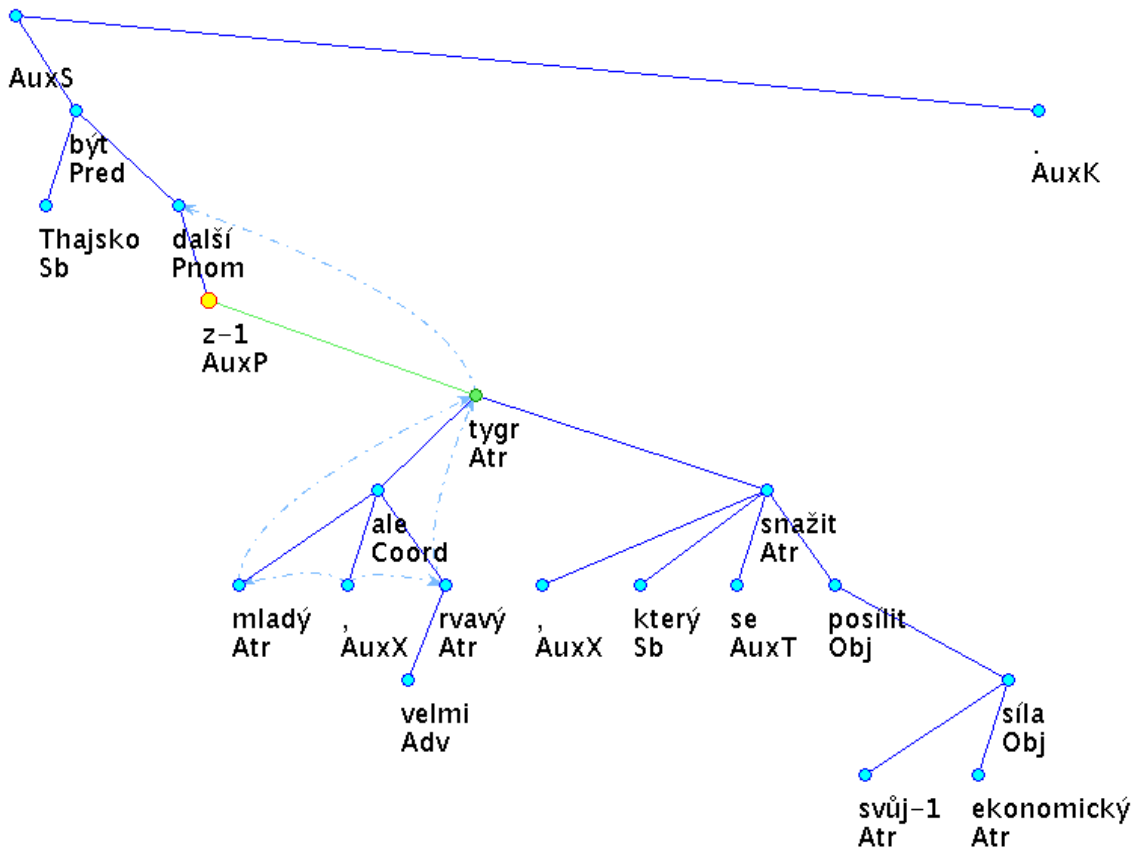 AuxS
být
Pred
.
AuxK
Thajsko
Sb
další
Pnom
z-1
AuxP
tygr
Atr
ale
Coord
snažit
Atr
mladý
Atr
,
AuxX
rvavý
Atr
,
AuxX
který
Sb
se
AuxT
posílit
Obj
velmi
Adv
síla
Obj
svůj-1
Atr
ekonomický
Atr